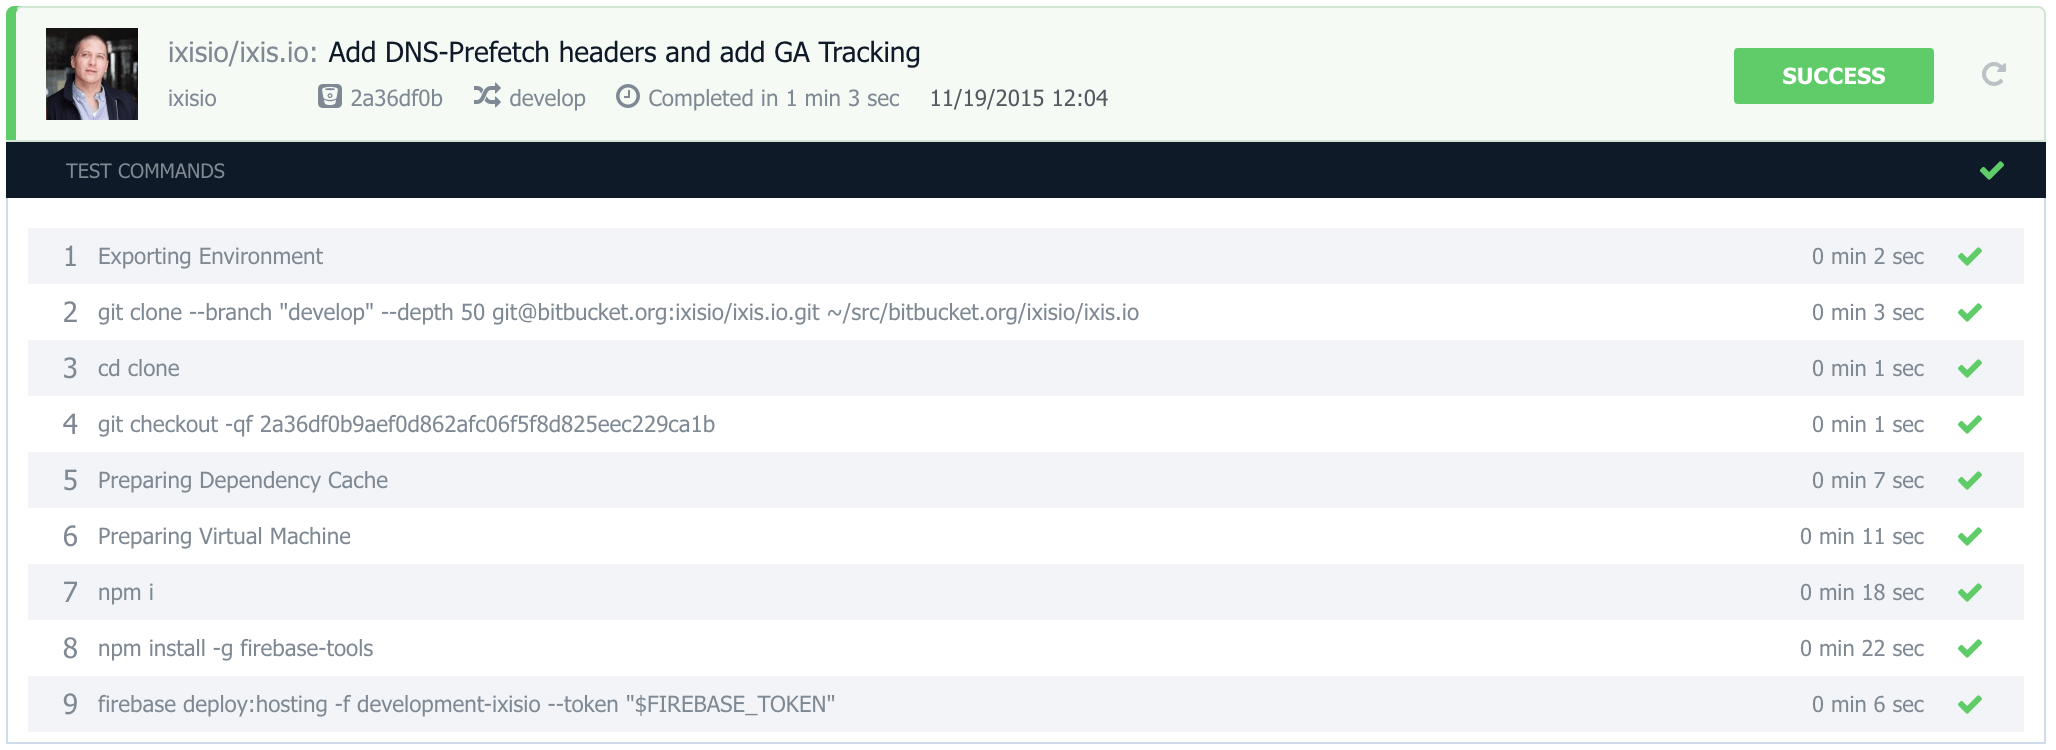 ixisio/ixis.io: Add DNS-Prefetch headers and add GA Tracking
SUCCESS
ixisio 2a36df0b develop Completed in 1 min 3 sec 11/19/2015 12:04
TEST COMMANDS
1 Exporting Environment 0 min 2 sec
2 git clone --branch "develop" --depth 50 git@bitbucket.org:ixisio/ixis.io.git ~/src/bitbucket.org/ixisio/ixis.io 0 min 3 sec
3 cd clone 0 min 1 sec
4 git checkout -qf 2a36df0b9aef0d862afc06f5f8d825eec229ca1b 0 min 1 sec
5 Preparing Dependency Cache 0 min 7 sec
6 Preparing Virtual Machine 0 min 11 sec
7 npm i 0 min 18 sec
8 npm install -g firebase-tools 0 min 22 sec
9 firebase deploy:hosting -f development-ixisio --token "$FIREBASE_TOKEN" 0 min 6 sec